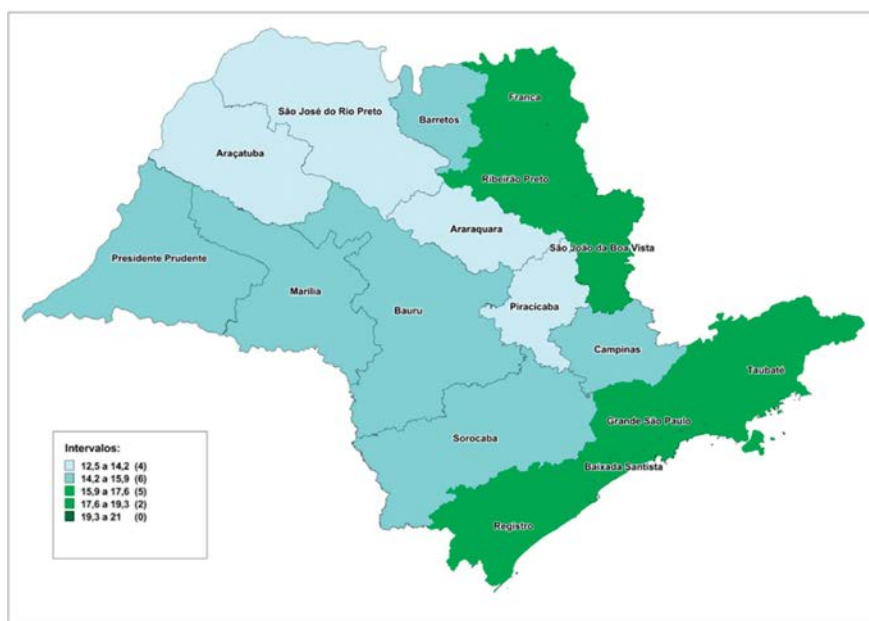 Franca
São José do Rio Preto
Barretos
Araçatuba
Ribeirão Preto
Araraquara
São João da Boa Vista
Presidente Prudente
Marília
Bauru
Piracicaba
Campinas
Taubaté
Grande São Paulo
Sorocaba
Baixada Santista
Registro
Intervalos:
12,5 a 14,2 (4)
14,2 a 15,9 (6)
15,9 a 17,6 (5)
17,6 a 19,3 (2)
19,3 a 21 (0)